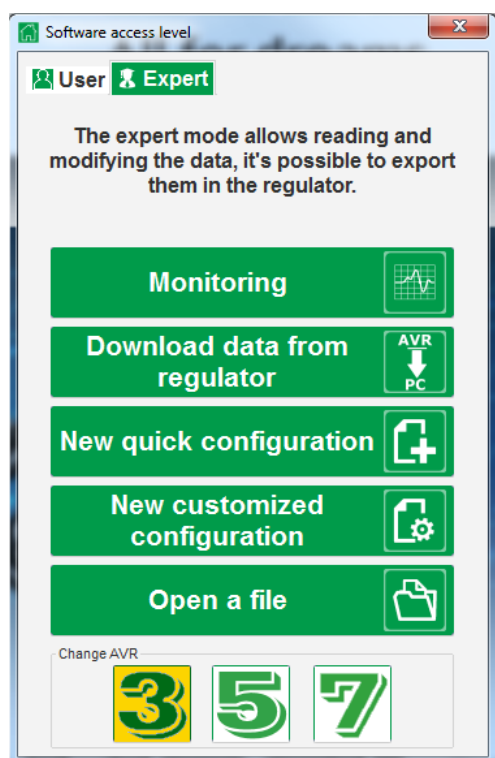 Software access level
User Expert
The expert mode allows reading and
modifying the data, it's possible to export
them in the regulator.
Monitoring
Download data from
regulator
AVR
PC
New quick configuration
New customized
configuration
Open a file
Change AVR
3 5 7